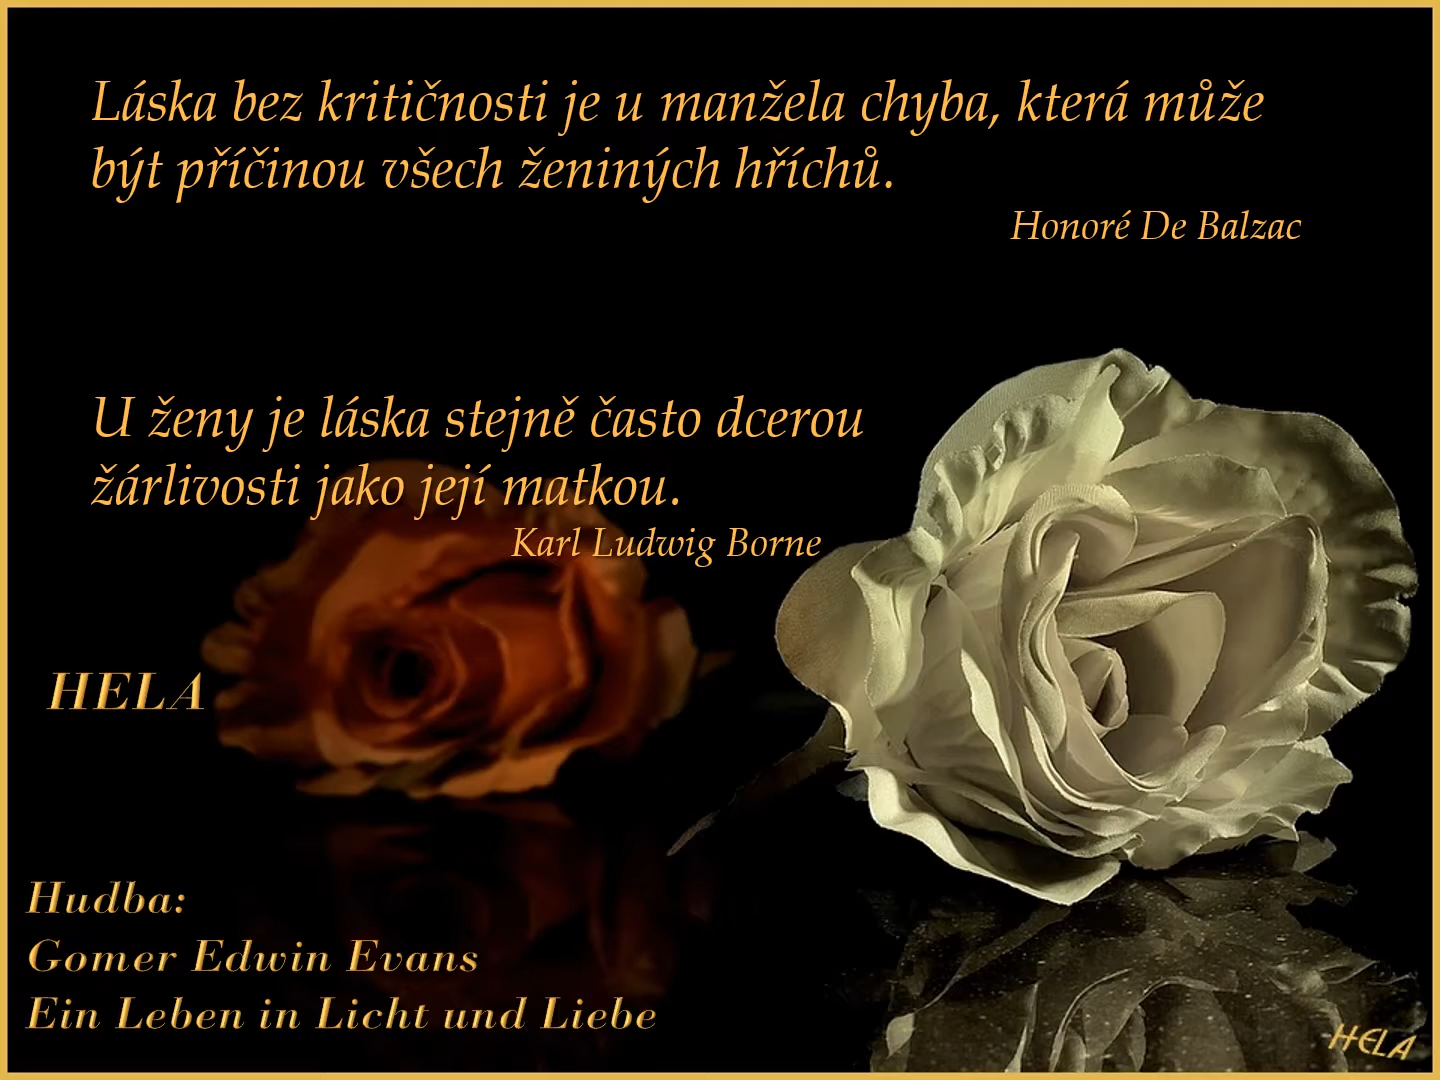 Láska bez kritičnosti je u manžela chyba, která může
být příčinou všech ženiných hříchů.
Honoré De Balzac
U ženy je láska stejně často dcerou
žárlivosti jako její matkou.
Karl Ludwig Borne
HELA
Hudba:
Gomer Edwin Evans
Ein Leben in Licht und Liebe
HELA